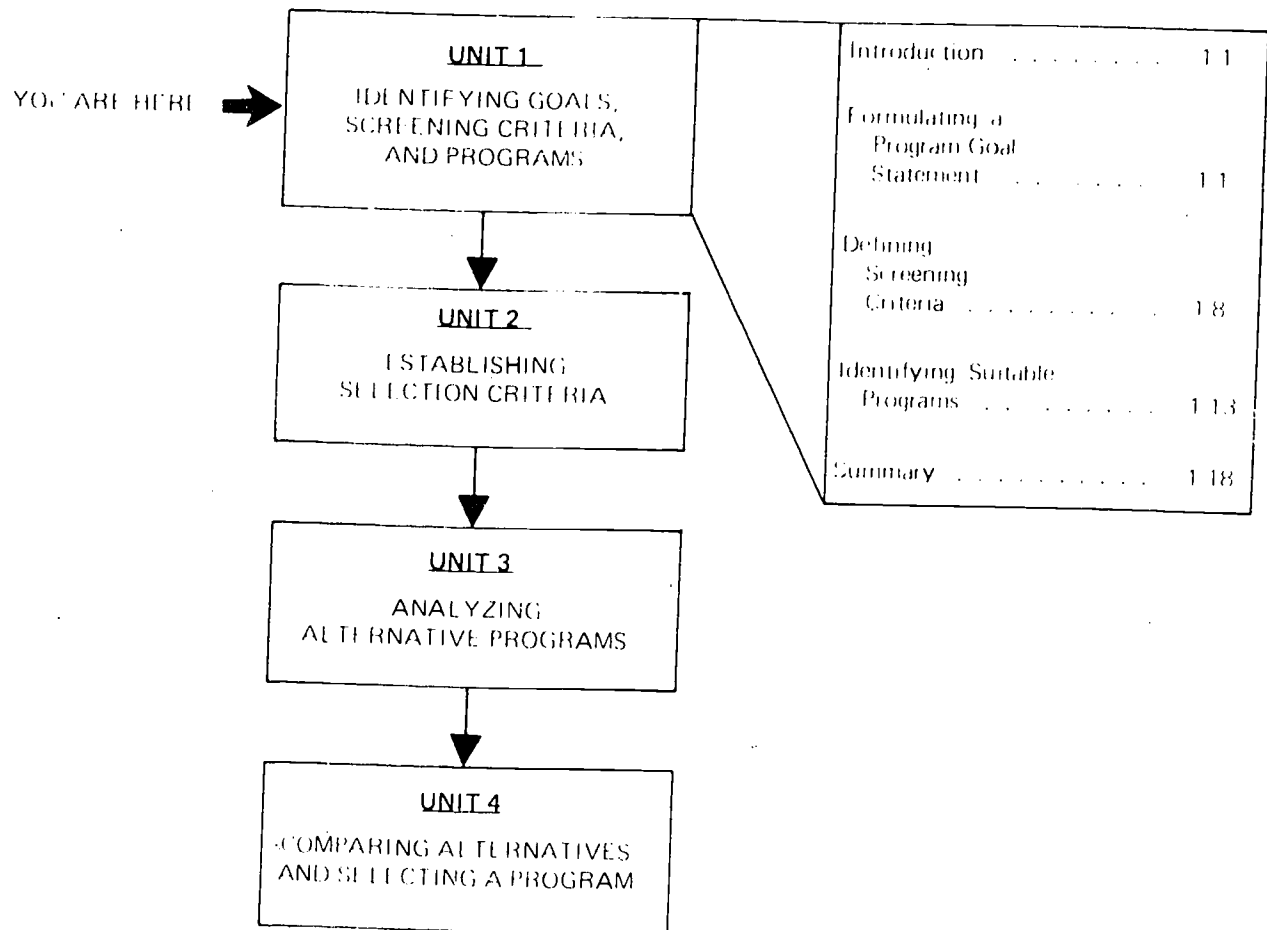 YOU ARE HERE
UNIT 1
IDENTIFYING GOALS,
SCREENING CRITERIA,
AND PROGRAMS
Introduction . . . . . . . . 1.1
Formulating a
Program Goal
Statement . . . . . . 1.1
Defining
Screening
Criteria . . . . . . . . . 1.8
Identifying Suitable
Programs . . . . . . . . . 1.13
Summary . . . . . . . . . . 1.18
UNIT 2
ESTABLISHING
SELECTION CRITERIA
UNIT 3
ANALYZING
ALTERNATIVE PROGRAMS
UNIT 4
COMPARING ALTERNATIVES
AND SELECTING A PROGRAM